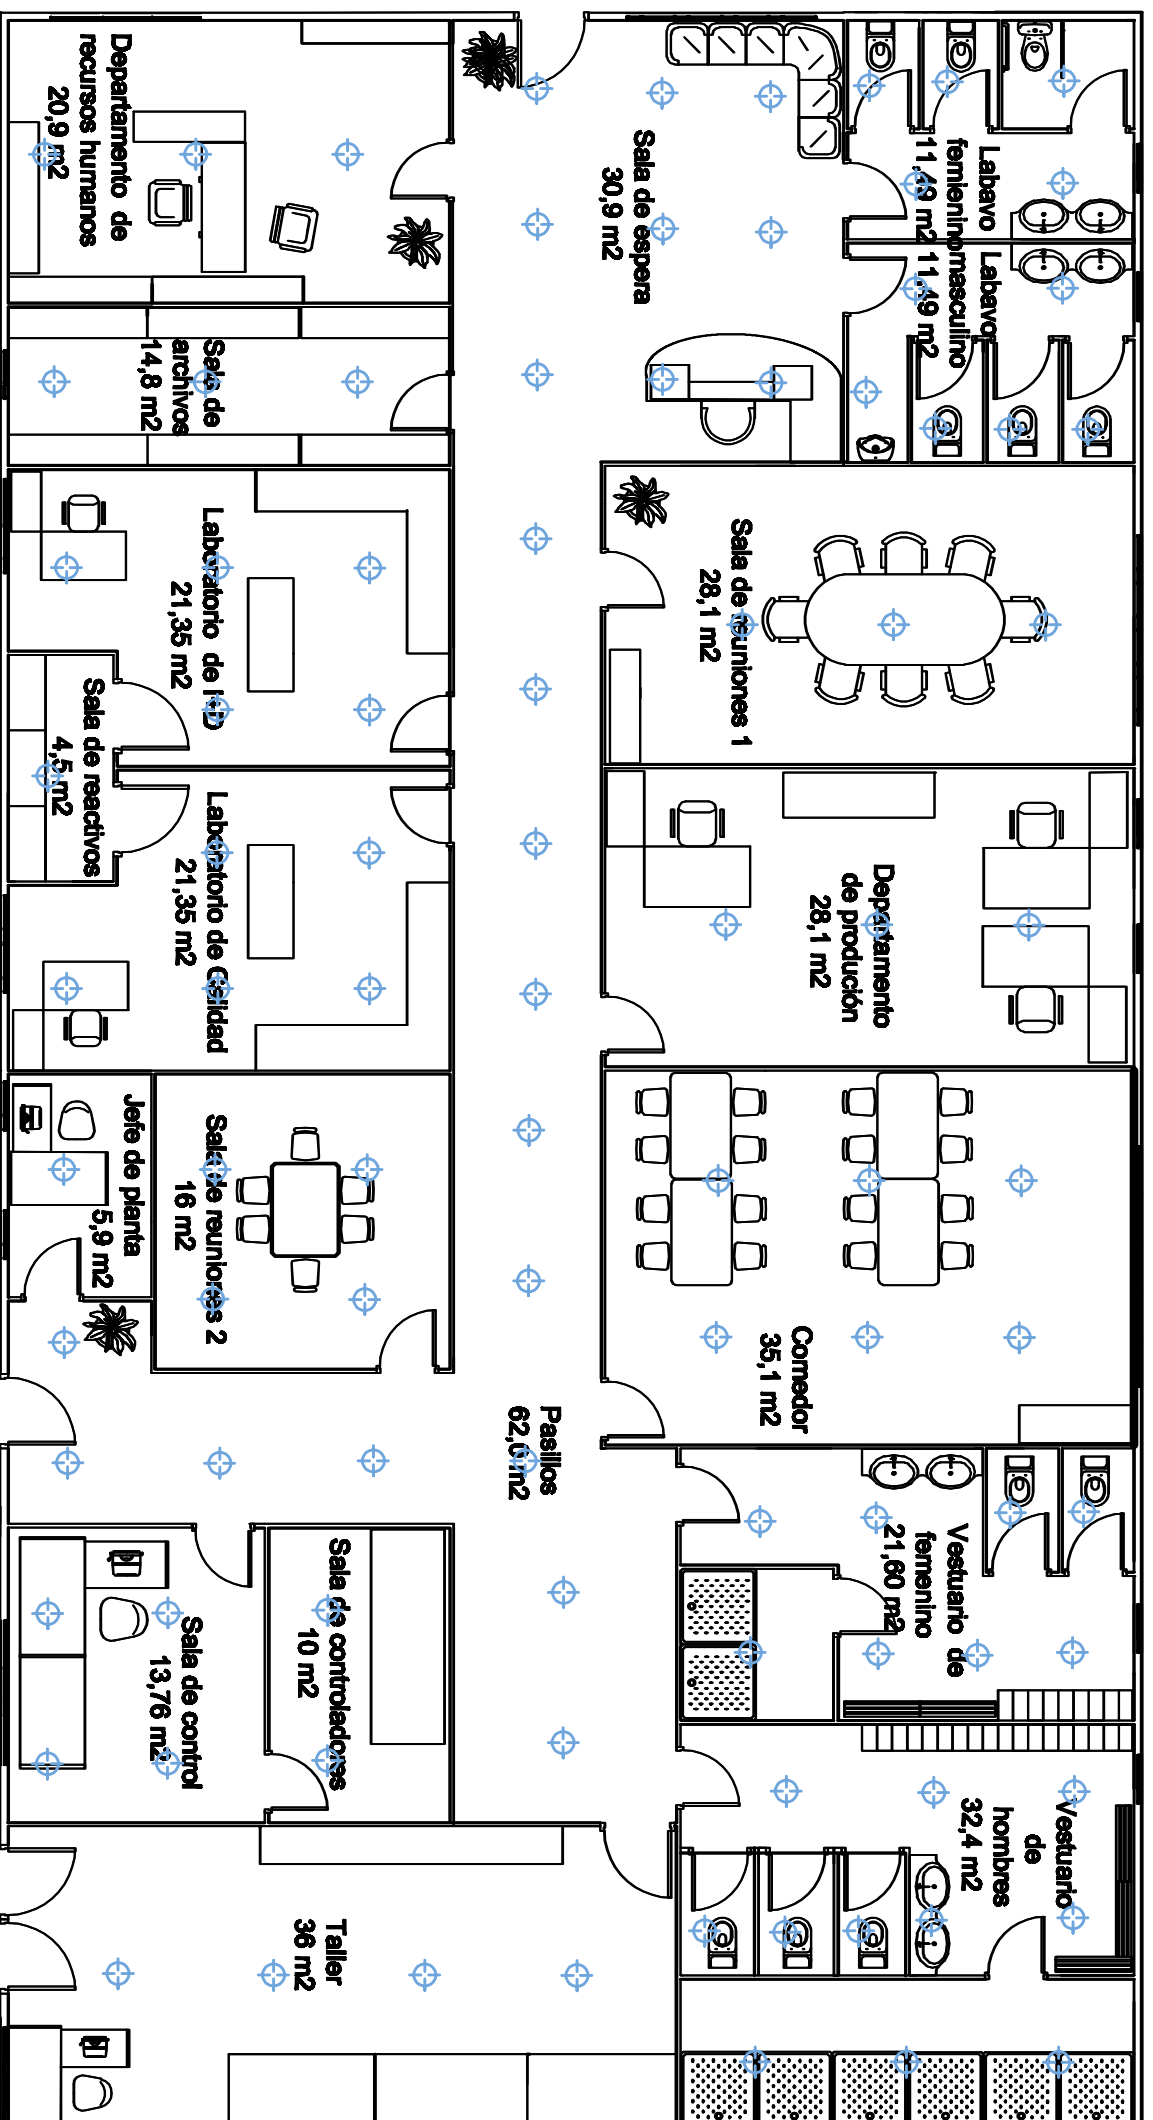 Departamento de
recursos humanos
20,9 m2
Sala de espera
30,9 m2
Labavo
femienino
11,49 m2
Labavo
masculino
11,49 m2
Sala de
archivos
14,8 m2
Laboratorio de I+D
21,35 m2
Sala de reuniones 1
28,1 m2
Sala de reactivos
4,5 m2
Laboratorio de Calidad
21,35 m2
Departamento
de produción
28,1 m2
Jefe de planta
5,9 m2
Sala de reuniones 2
16 m2
Comedor
35,1 m2
Pasillos
m2
Vestuario de
femenino
21,60 m2
Sala de control
13,76 m2
Sala de controladores
10 m2
Vestuario
de
hombres
32,4 m2
Taller
36 m2